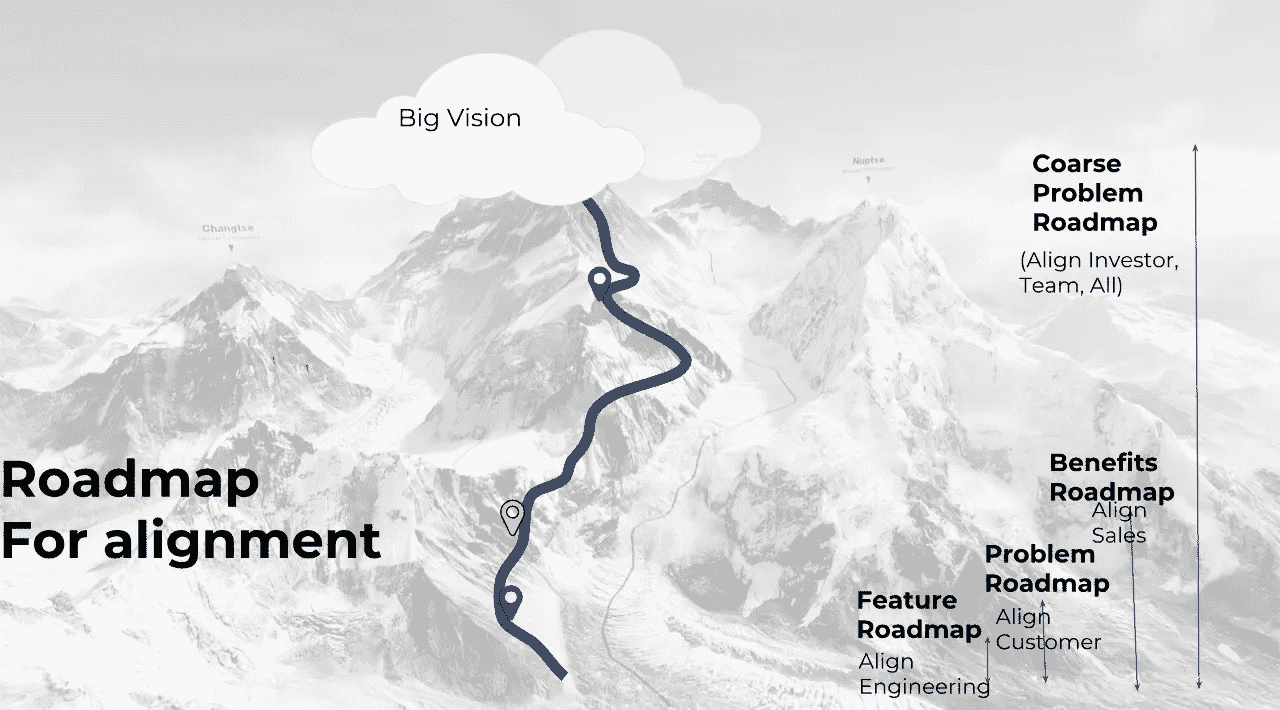 Big Vision
Nuptse
Changtse
Coarse
Problem
Roadmap
(Align Investor,
Team, All)
Roadmap
For alignment
Benefits
Roadmap
Align
Sales
Problem
Roadmap
Align
Customer
Feature
Roadmap
Align
Engineering